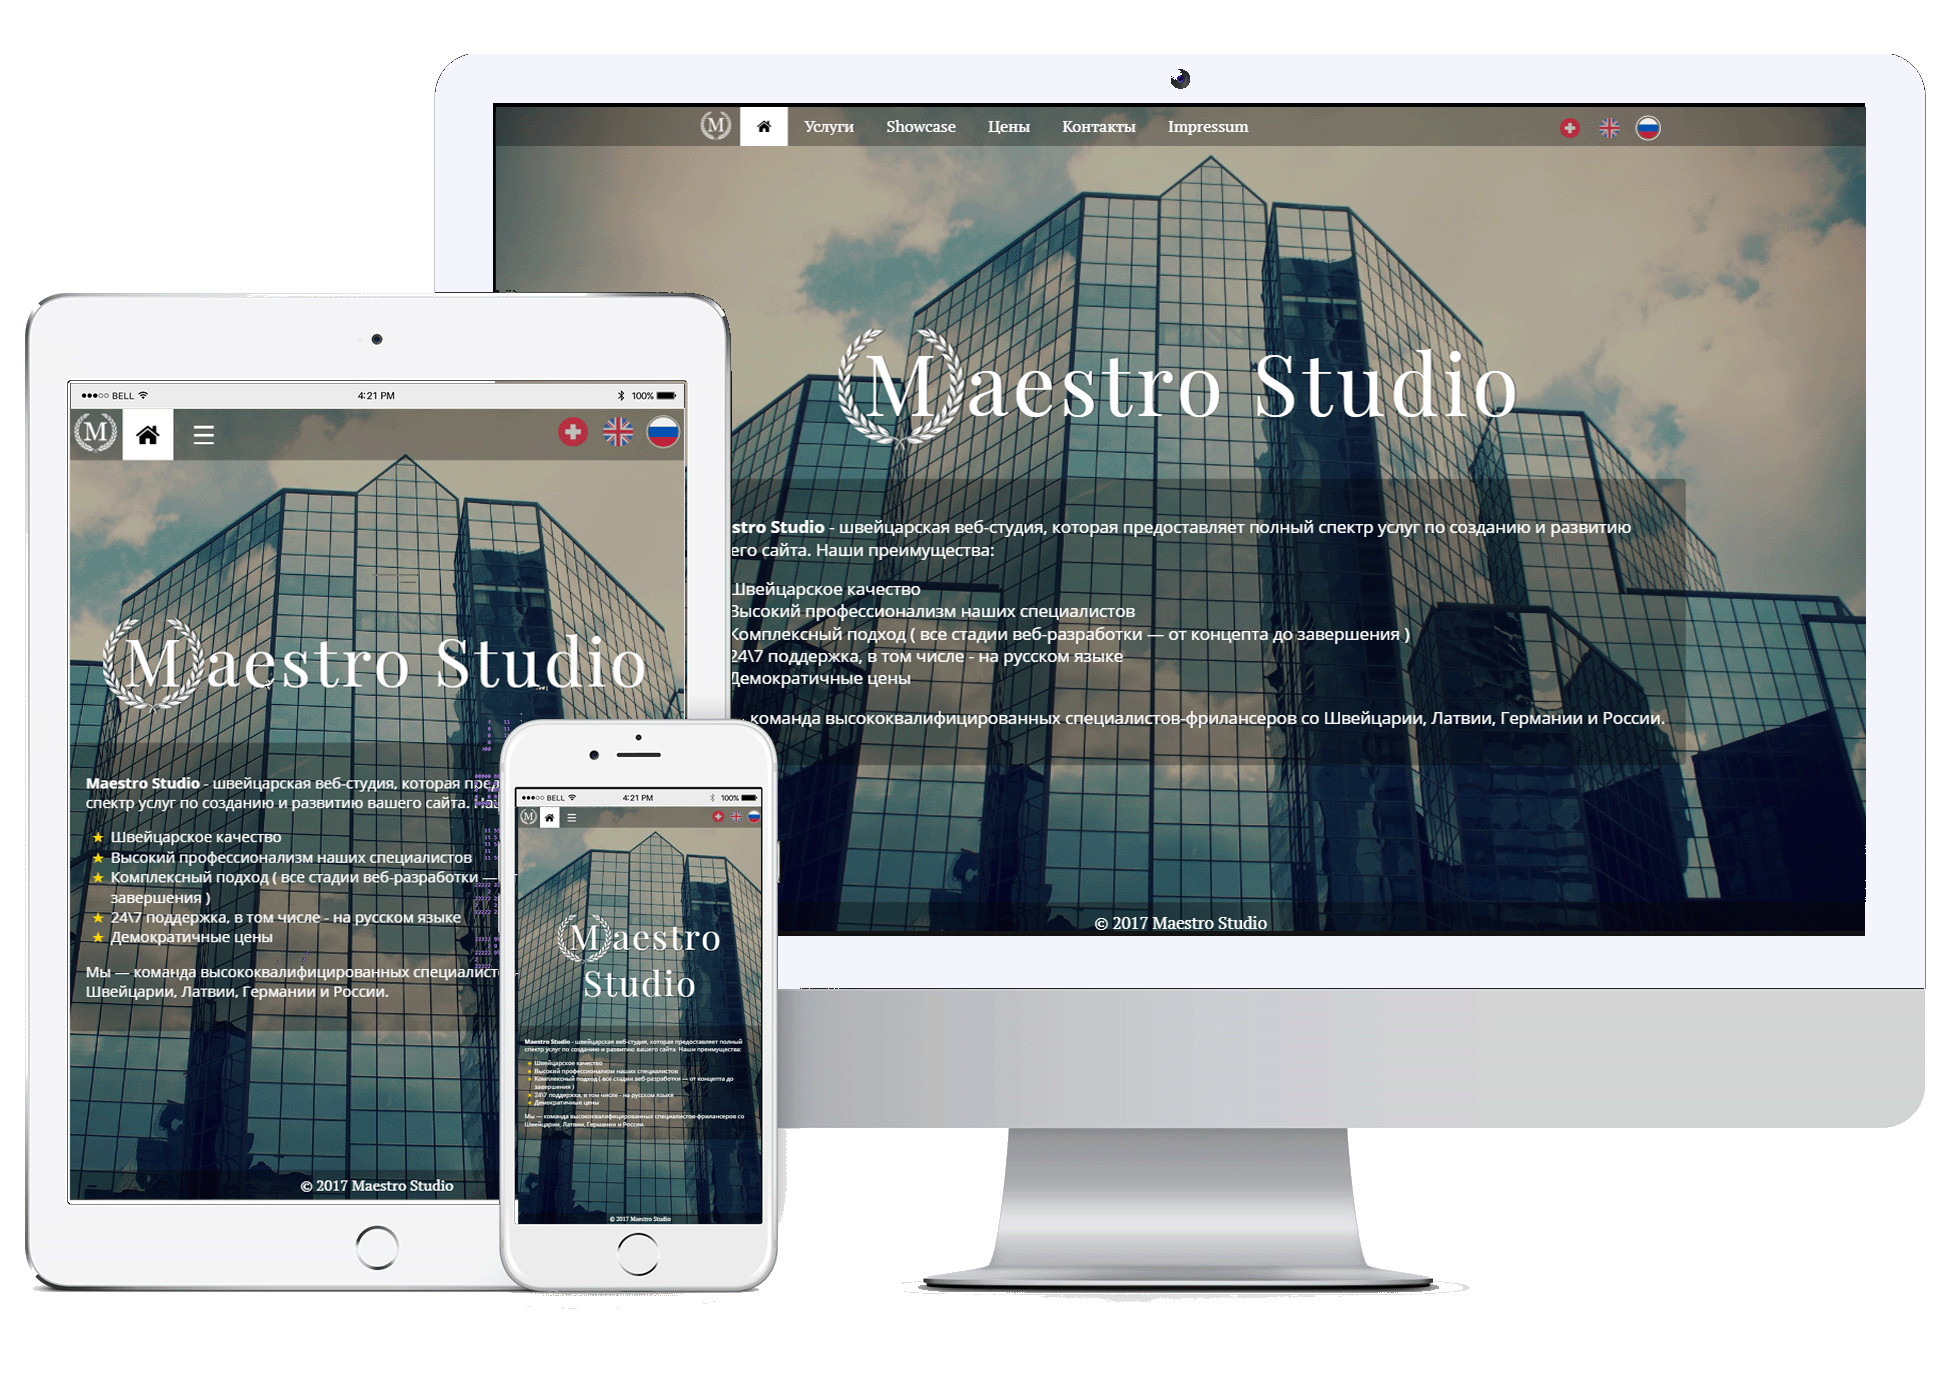 M
Услуги
Showcase
Цены
Контакты
Impressum
Maestro Studio
stro Studio - швейцарская веб-студия, которая предоставляет полный спектр услуг по созданию и развитию
его сайта. Наши преимущества:
Швейцарское качество
Высокий профессионализм наших специалистов
Комплексный подход ( все стадии веб-разработки — от концепта до завершения )
24\7 поддержка, в том числе - на русском языке
Демократичные цены
команда высококвалифицированных специалистов-фрилансеров со Швейцарии, Латвии, Германии и России.
© 2017 Maestro Studio
BELL
4:21 PM
100%
M
Maestro Studio
Maestro Studio - швейцарская веб-студия, которая пред
спектр услуг по созданию и развитию вашего сайта.
Швейцарское качество
Высокий профессионализм наших специалистов
Комплексный подход ( все стадии веб-разработки —
завершения )
24\7 поддержка, в том числе - на русском языке
Демократичные цены
Мы — команда высококвалифицированных специалист
Швейцарии, Латвии, Германии и России.
© 2017 Maestro Studio
BELL
4:21 PM
100%
M
Maestro
Studio
Maestro Studio - швейцарская веб-студия, которая предоставляет полный
спектр услуг по созданию и развитию вашего сайта. Наши преимущества:
Швейцарское качество
Высокий профессионализм наших специалистов
Комплексный подход ( все стадии веб-разработки — от концепта до
завершения )
24\7 поддержка, в том числе - на русском языке
Демократичные цены
Мы — команда высококвалифицированных специалистов-фрилансеров со
Швейцарии, Латвии, Германии и России.
© 2017 Maestro Studio